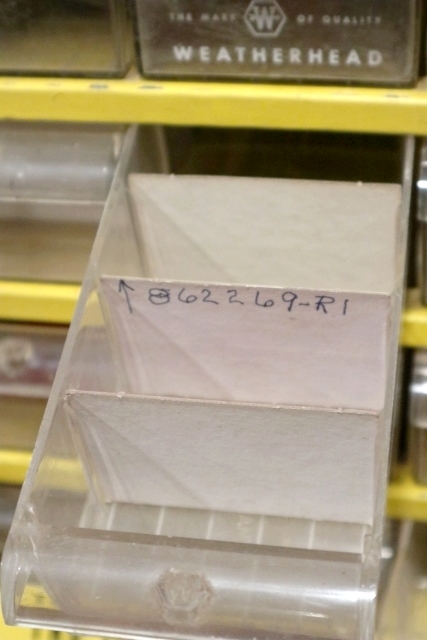 THE MARK W OF QUALITY
WEATHERHEAD
↑ 862269-R1